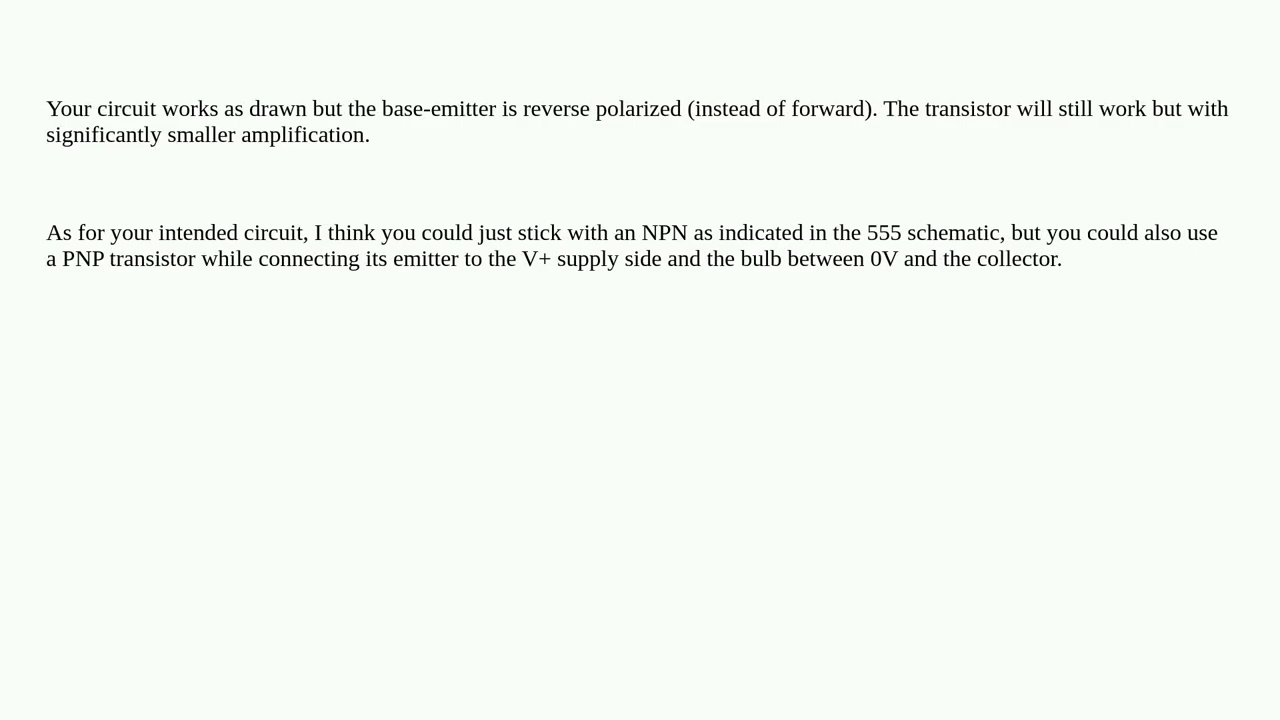 Your circuit works as drawn but the base-emitter is reverse polarized (instead of forward). The transistor will still work but with
significantly smaller amplification.
As for your intended circuit, I think you could just stick with an NPN as indicated in the 555 schematic, but you could also use
a PNP transistor while connecting its emitter to the V+ supply side and the bulb between 0V and the collector.